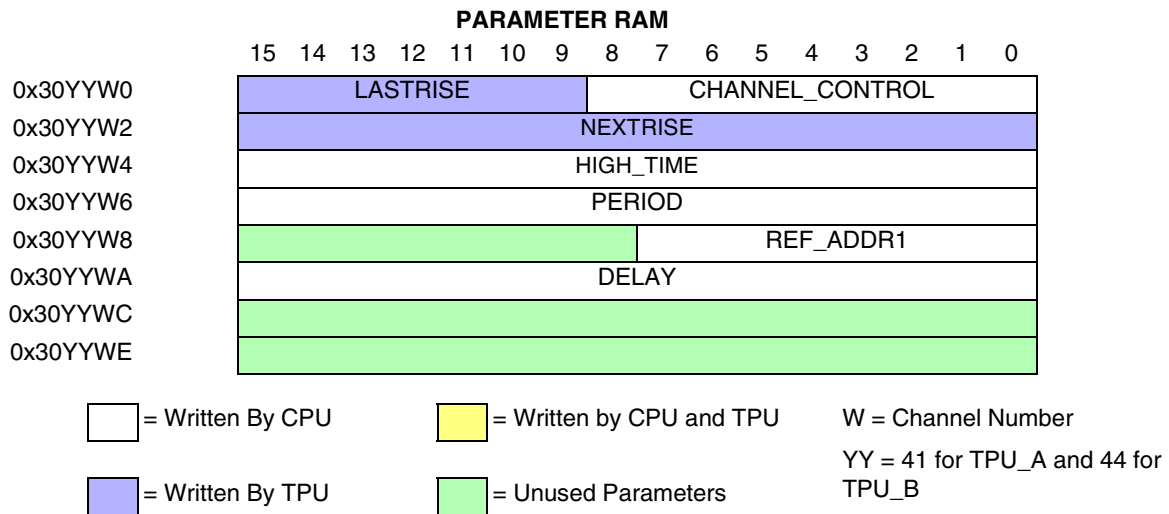 PARAMETER RAM
15 14 13 12 11 10 9 8 7 6 5 4 3 2 1 0
0x30YYW0 LASTRISE CHANNEL_CONTROL
0x30YYW2 NEXTRISE
0x30YYW4 HIGH_TIME
0x30YYW6 PERIOD
0x30YYW8 REF_ADDR1
0x30YYWA DELAY
0x30YYWC
0x30YYWE
= Written By CPU = Written by CPU and TPU W = Channel Number
= Written By TPU = Unused Parameters YY = 41 for TPU_A and 44 for
TPU_B